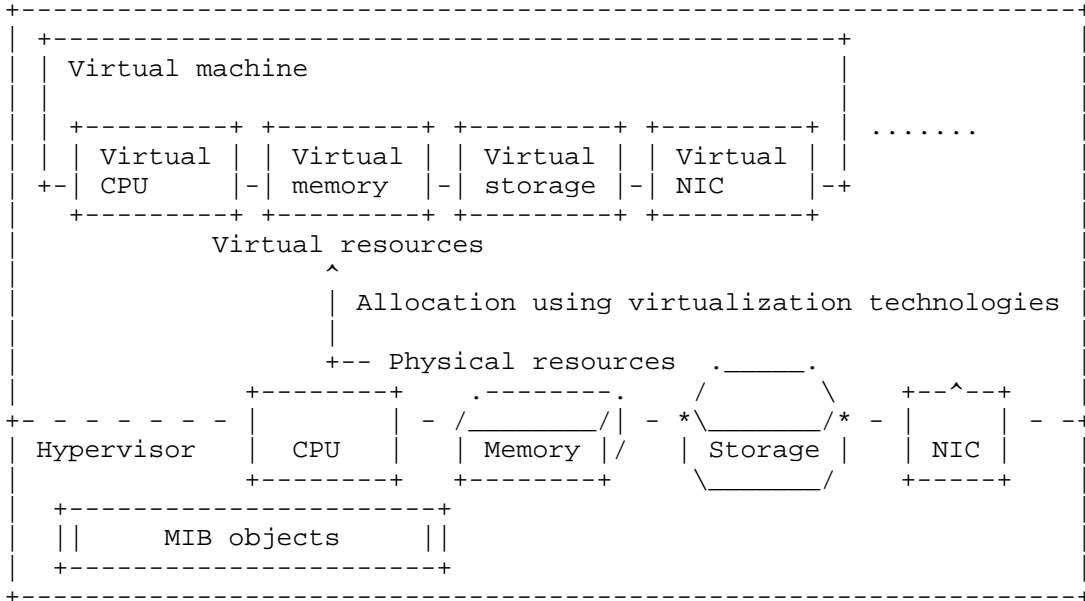 Virtual machine
Virtual Virtual Virtual Virtual .......
CPU memory storage NIC
Virtual resources
Allocation using virtualization technologies
Physical resources
Hypervisor CPU Memory Storage NIC
MIB objects